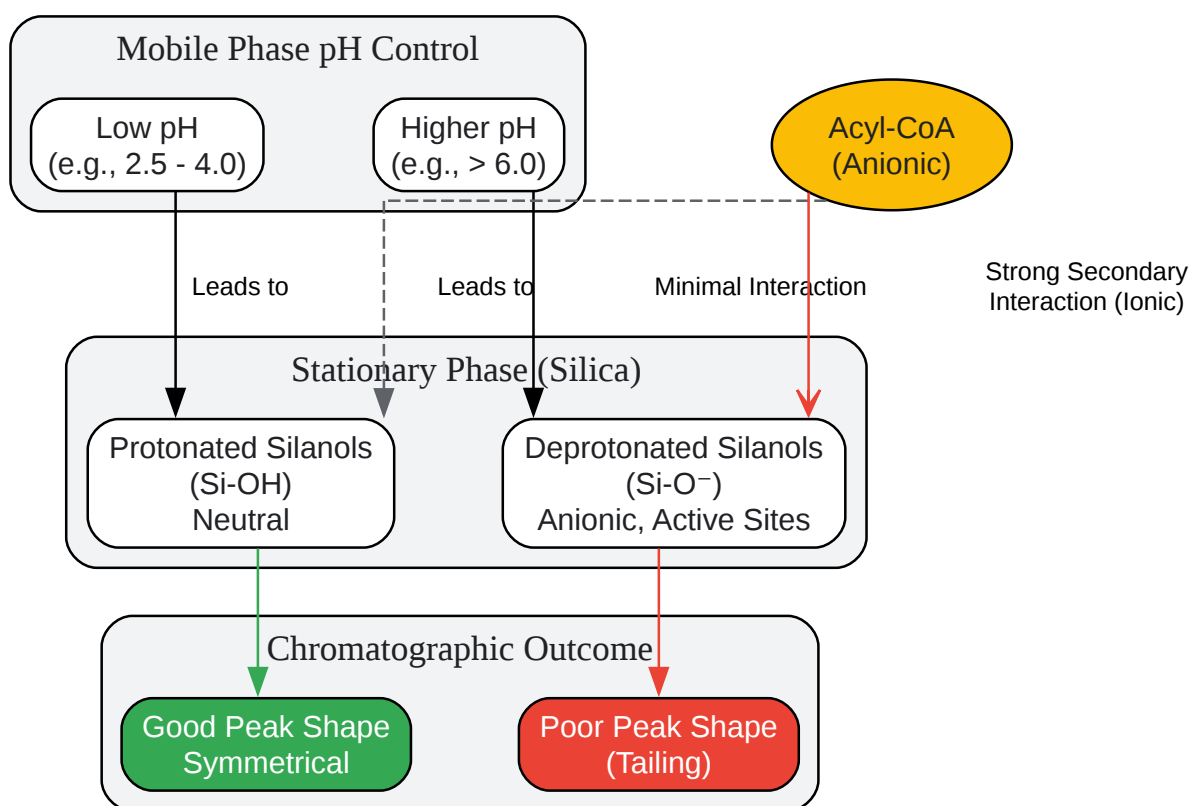 Mobile Phase pH Control
Low pH
(e.g., 2.5 - 4.0)
Higher pH
(e.g., > 6.0)
Acyl-CoA
(Anionic)
Leads to
Leads to
Minimal Interaction
Strong Secondary
Interaction (Ionic)
Stationary Phase (Silica)
Protonated Silanols
(Si-OH)
Neutral
Deprotonated Silanols
(Si-O⁻)
Anionic, Active Sites
Chromatographic Outcome
Good Peak Shape
Symmetrical
Poor Peak Shape
(Tailing)